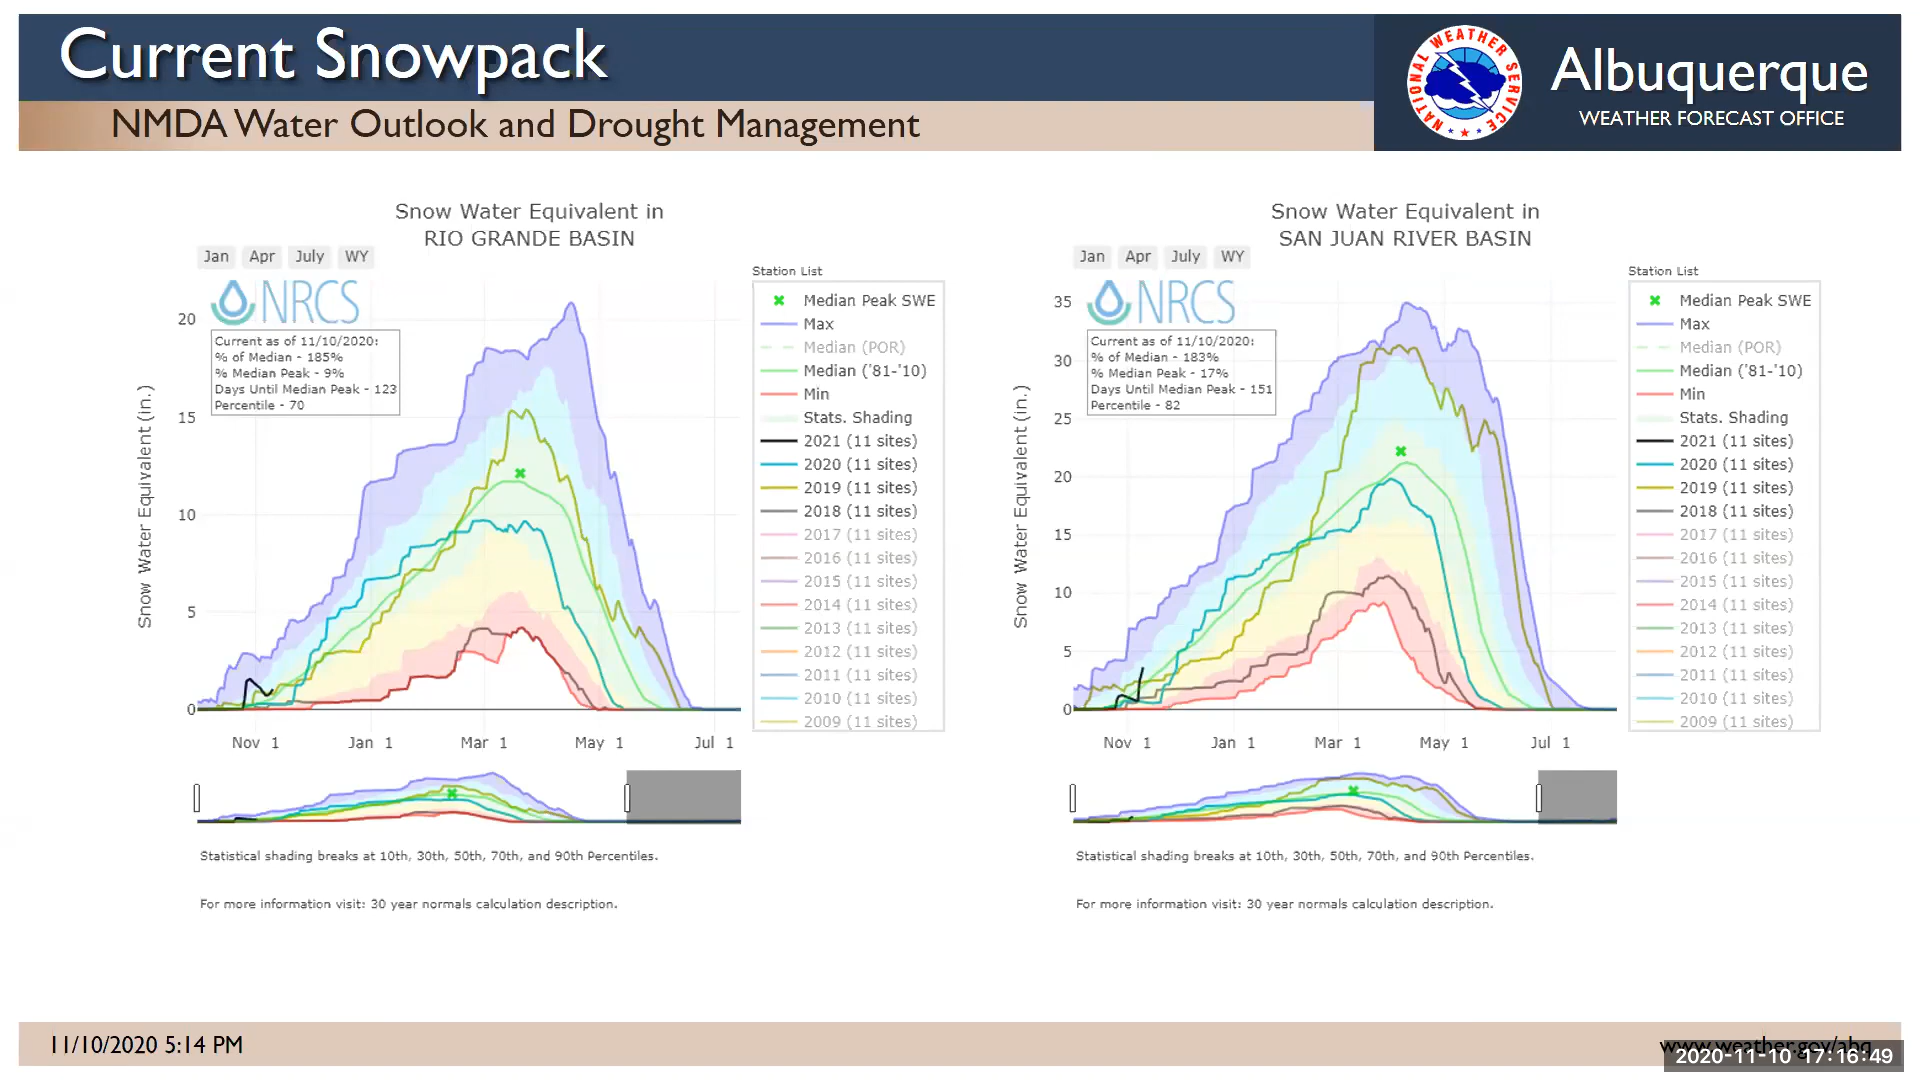 Current Snowpack
NMDA Water Outlook and Drought Management
NATIONAL WEATHER SERVICE
Albuquerque
WEATHER FORECAST OFFICE
Snow Water Equivalent in
RIO GRANDE BASIN
Jan Apr July WY
NRCS
Current as of 11/10/2020:
% of Median - 185%
% Median Peak - 9%
Days Until Median Peak - 123
Percentile - 70
Snow Water Equivalent (in.)
20
15
10
5
0
Nov 1 Jan 1 Mar 1 May 1 Jul 1
Station List
Median Peak SWE
Max
Median (POR)
Median ('81-'10)
Min
Stats. Shading
2021 (11 sites)
2020 (11 sites)
2019 (11 sites)
2018 (11 sites)
2017 (11 sites)
2016 (11 sites)
2015 (11 sites)
2014 (11 sites)
2013 (11 sites)
2012 (11 sites)
2011 (11 sites)
2010 (11 sites)
2009 (11 sites)
Statistical shading breaks at 10th, 30th, 50th, 70th, and 90th Percentiles.
For more information visit: 30 year normals calculation description.
Snow Water Equivalent in
SAN JUAN RIVER BASIN
Jan Apr July WY
NRCS
Current as of 11/10/2020:
% of Median - 183%
% Median Peak - 17%
Days Until Median Peak - 151
Percentile - 82
Snow Water Equivalent (in.)
35
30
25
20
15
10
5
0
Nov 1 Jan 1 Mar 1 May 1 Jul 1
Station List
Median Peak SWE
Max
Median (POR)
Median ('81-'10)
Min
Stats. Shading
2021 (11 sites)
2020 (11 sites)
2019 (11 sites)
2018 (11 sites)
2017 (11 sites)
2016 (11 sites)
2015 (11 sites)
2014 (11 sites)
2013 (11 sites)
2012 (11 sites)
2011 (11 sites)
2010 (11 sites)
2009 (11 sites)
Statistical shading breaks at 10th, 30th, 50th, 70th, and 90th Percentiles.
For more information visit: 30 year normals calculation description.
11/10/2020 5:14 PM
www.weather.gov/abq
2020-11-10 17:16:49